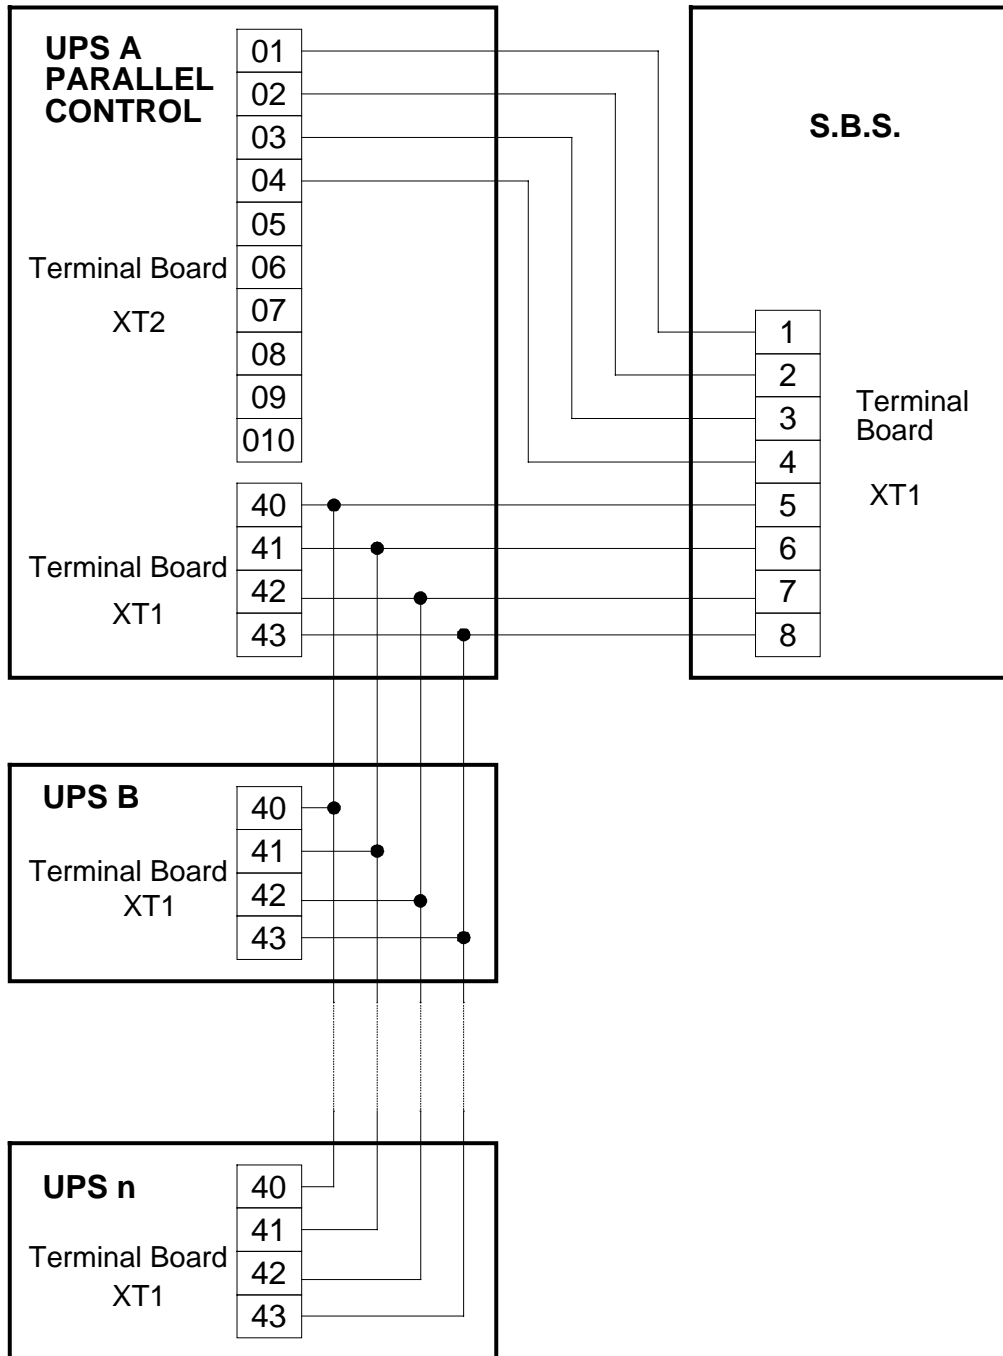 UPS A
PARALLEL
CONTROL
Terminal Board
XT2
01
02
03
04
05
06
07
08
09
010
Terminal Board
XT1
40
41
42
43
S.B.S.
1
2
3
4
5
6
7
8
Terminal
Board
XT1
UPS B
Terminal Board
XT1
40
41
42
43
UPS n
Terminal Board
XT1
40
41
42
43